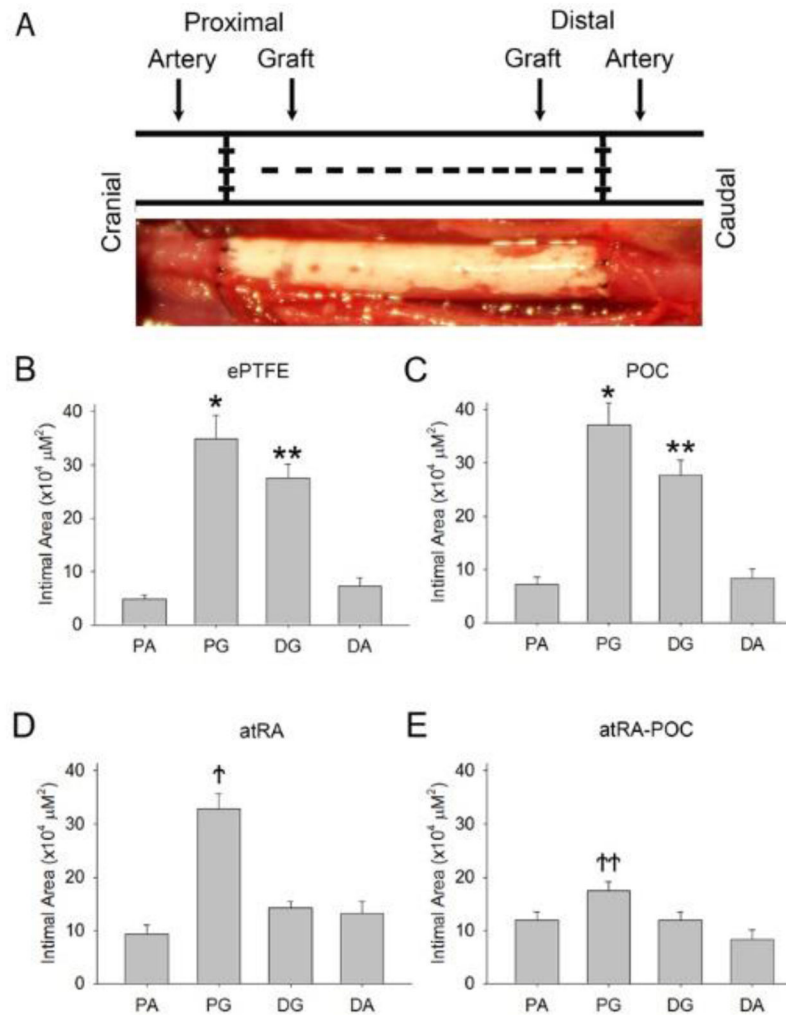 A
Proximal Distal
Artery Graft Graft Artery
Cranial
Caudal
B
ePTFE
Intimal Area (x10⁴ μM²)
40
30
20
10
0
*
**
PA PG DG DA
C
POC
Intimal Area (x10⁴ μM²)
40
30
20
10
0
*
**
PA PG DG DA
D
atRA
Intimal Area (x10⁴ μM²)
40
30
20
10
0
†
PA PG DG DA
E
atRA-POC
Intimal Area (x10⁴ μM²)
40
30
20
10
0
††
PA PG DG DA